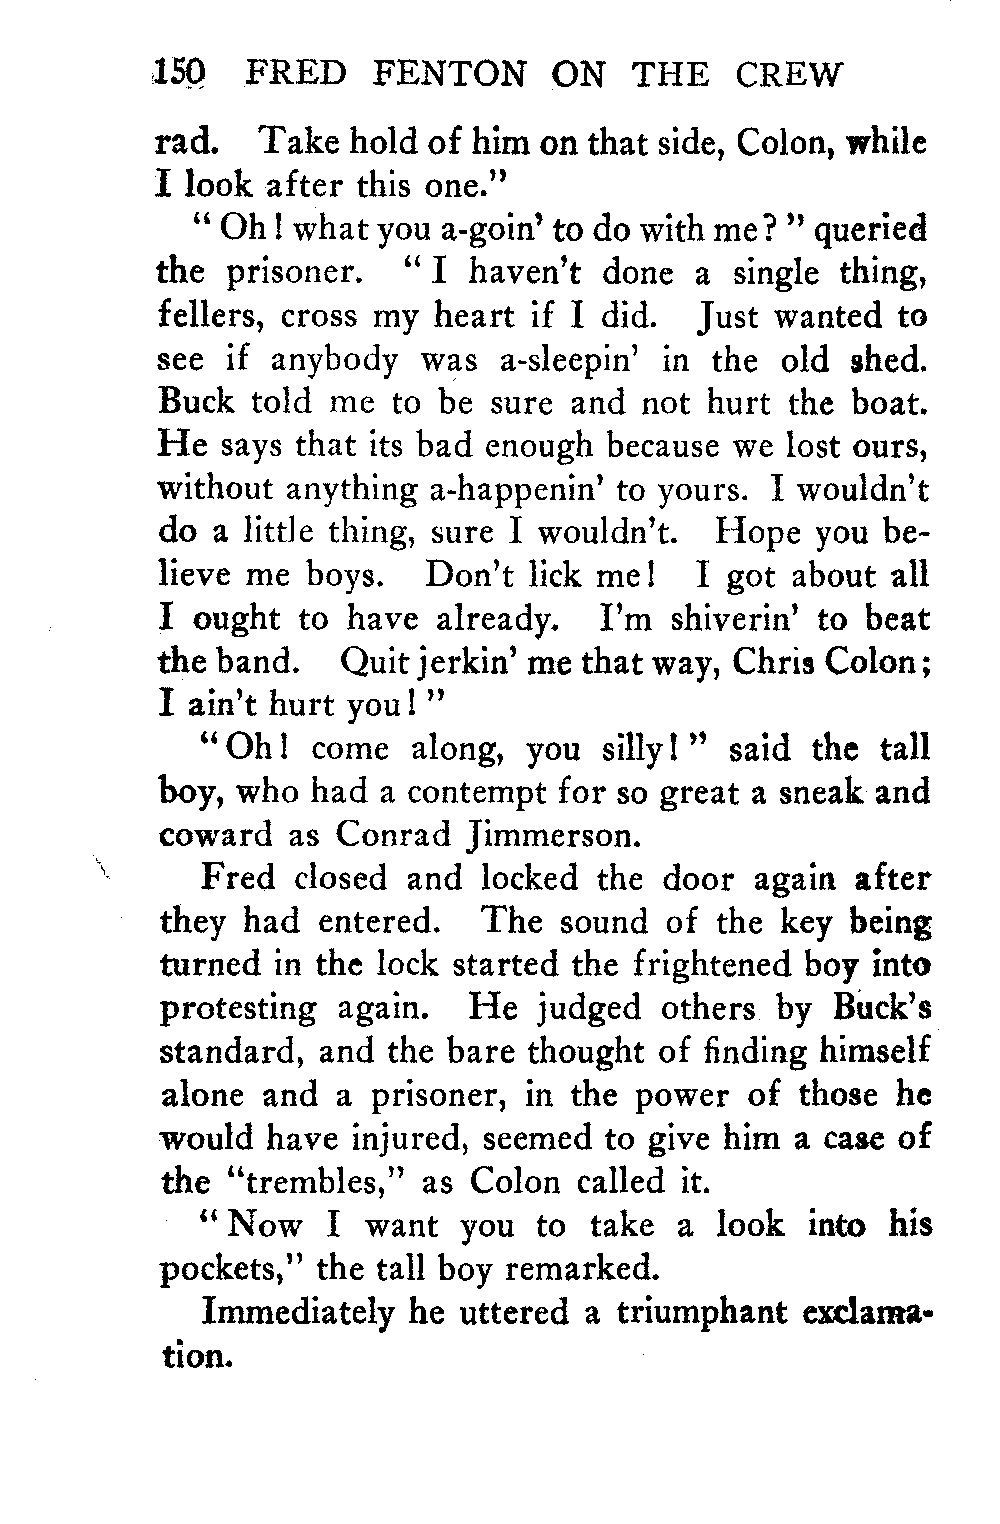 150 FRED FENTON ON THE CREW
rad. Take hold of him on that side, Colon, while
I look after this one."
"Oh! what you a-goin' to do with me?" queried
the prisoner. "I haven't done a single thing,
fellers, cross my heart if I did. Just wanted to
see if anybody was a-sleepin' in the old shed.
Buck told me to be sure and not hurt the boat.
He says that its bad enough because we lost ours,
without anything a-happenin' to yours. I wouldn't
do a little thing, sure I wouldn't. Hope you be-
lieve me boys. Don't lick me! I got about all
I ought to have already. I'm shiverin' to beat
the band. Quit jerkin' me that way, Chris Colon;
I ain't hurt you!"
"Oh! come along, you silly!" said the tall
boy, who had a contempt for so great a sneak and
coward as Conrad Jimmerson.
Fred closed and locked the door again after
they had entered. The sound of the key being
turned in the lock started the frightened boy into
protesting again. He judged others by Buck's
standard, and the bare thought of finding himself
alone and a prisoner, in the power of those he
would have injured, seemed to give him a case of
the "trembles," as Colon called it.
"Now I want you to take a look into his
pockets," the tall boy remarked.
Immediately he uttered a triumphant exclama-
tion.